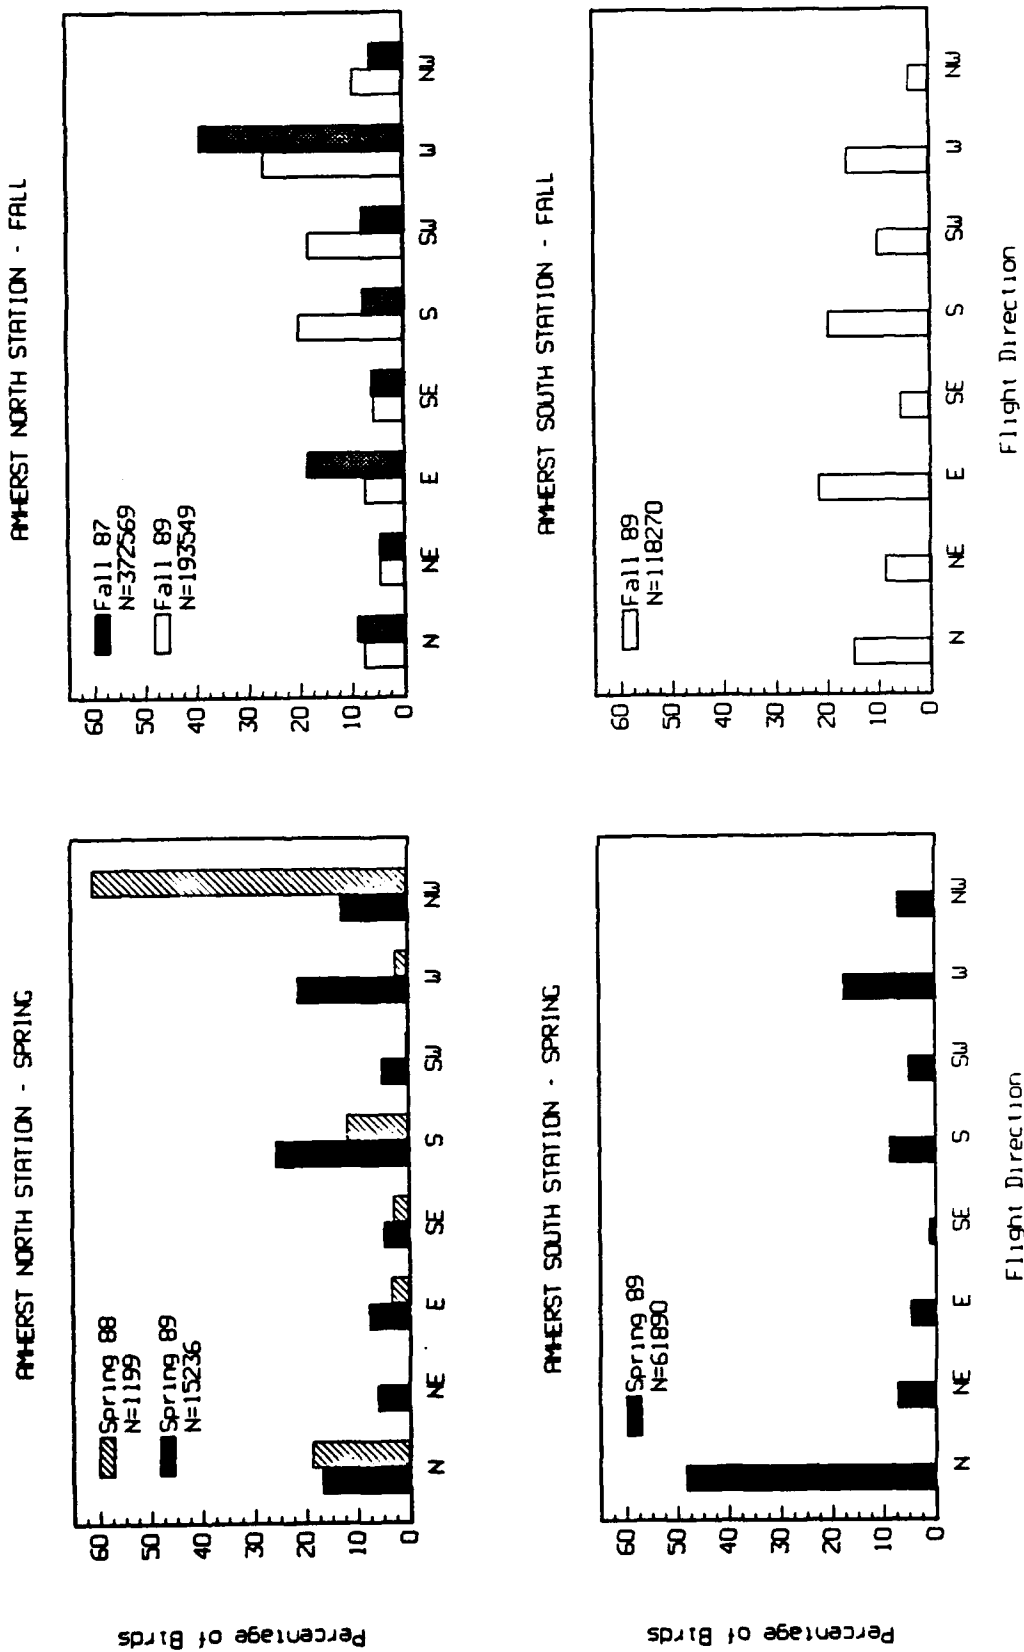 AMHERST NORTH STATION - SPRING
Percentage of Birds
60
50
40
30
20
10
0
Spring 88
N=1199
Spring 89
N=15236
N NE E SE S SW W NW
AMHERST NORTH STATION - FALL
60
50
40
30
20
10
0
Fall 87
N=372569
Fall 89
N=193549
N NE E SE S SW W NW
AMHERST SOUTH STATION - SPRING
Percentage of Birds
60
50
40
30
20
10
0
Spring 89
N=61890
N NE E SE S SW W NW
Flight Direction
AMHERST SOUTH STATION - FALL
60
50
40
30
20
10
0
Fall 89
N=118270
N NE E SE S SW W NW
Flight Direction